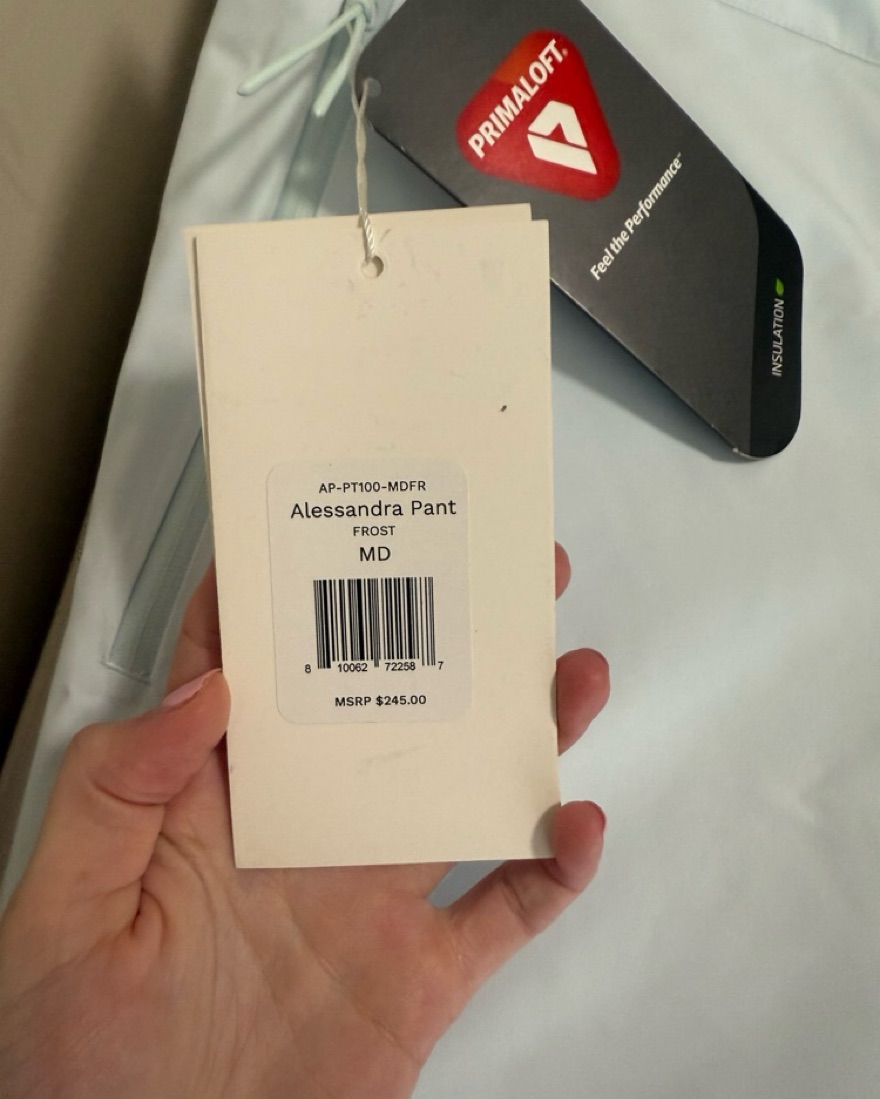 PRIMALOFT®
Feel the Performance™
INSULATION
AP-PT100-MDFR
Alessandra Pant
FROST
MD
8 10062 72258 7
MSRP $245.00